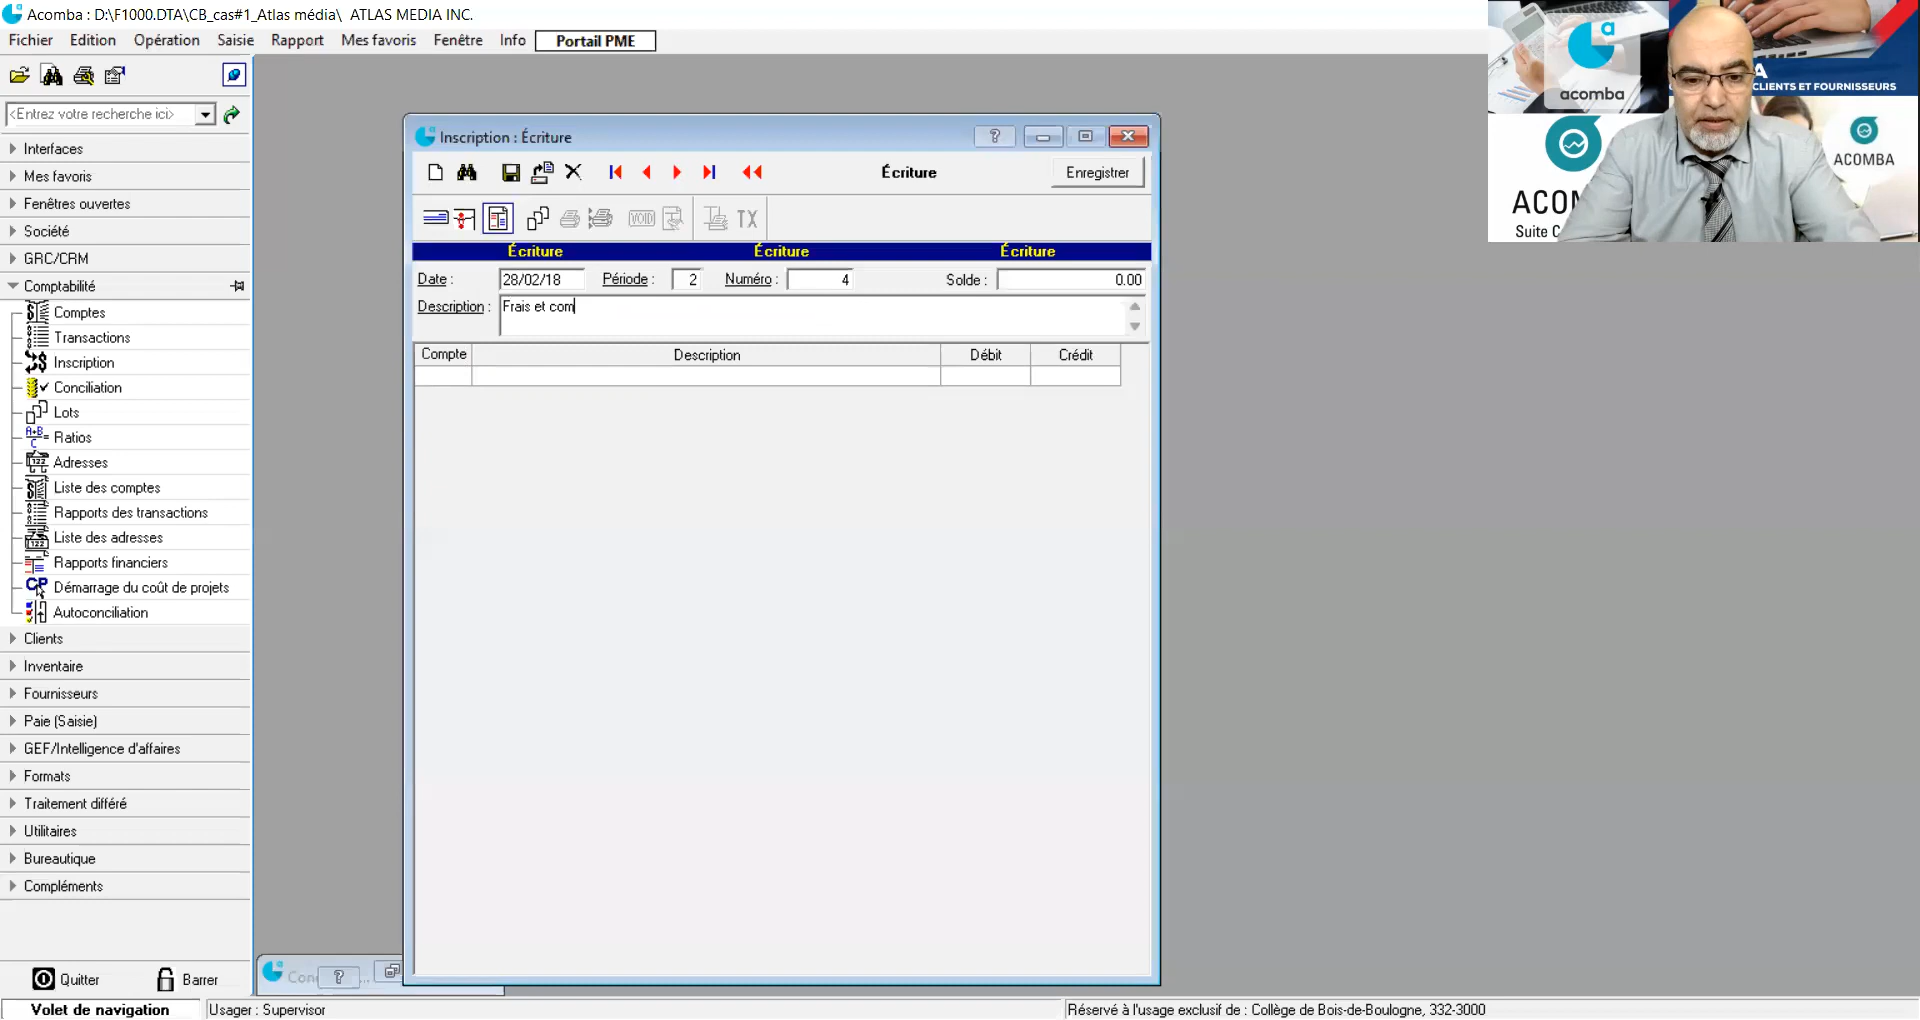 Acomba : D:\F1000.DTA\CB_cas#1_Atlas média\ ATLAS MEDIA INC.
Fichier Edition Opération Saisie Rapport Mes favoris Fenêtre Info Portail PME
<Entrez votre recherche ici>
Interfaces
Mes favoris
Fenêtres ouvertes
Société
GRC/CRM
Comptabilité
Comptes
Transactions
Inscription
Conciliation
Lots
A+B
C
Ratios
Adresses
Liste des comptes
Rapports des transactions
Liste des adresses
Rapports financiers
CP Démarrage du coût de projets
Autoconciliation
Clients
Inventaire
Fournisseurs
Paie (Saisie)
GEF/Intelligence d'affaires
Formats
Traitement différé
Utilitaires
Bureautique
Compléments
Quitter Barrer
Inscription : Écriture
Écriture Enregistrer
VOID TX
Écriture Écriture Écriture
Date : 28/02/18 Période : 2 Numéro : 4 Solde : 0.00
Description : Frais et com
Compte Description Débit Crédit
Volet de navigation Usager : Supervisor Réservé à l'usage exclusif de : Collège de Bois-de-Boulogne, 332-3000
acomba
CLIENTS ET FOURNISSEURS
ACOMBA
Suite